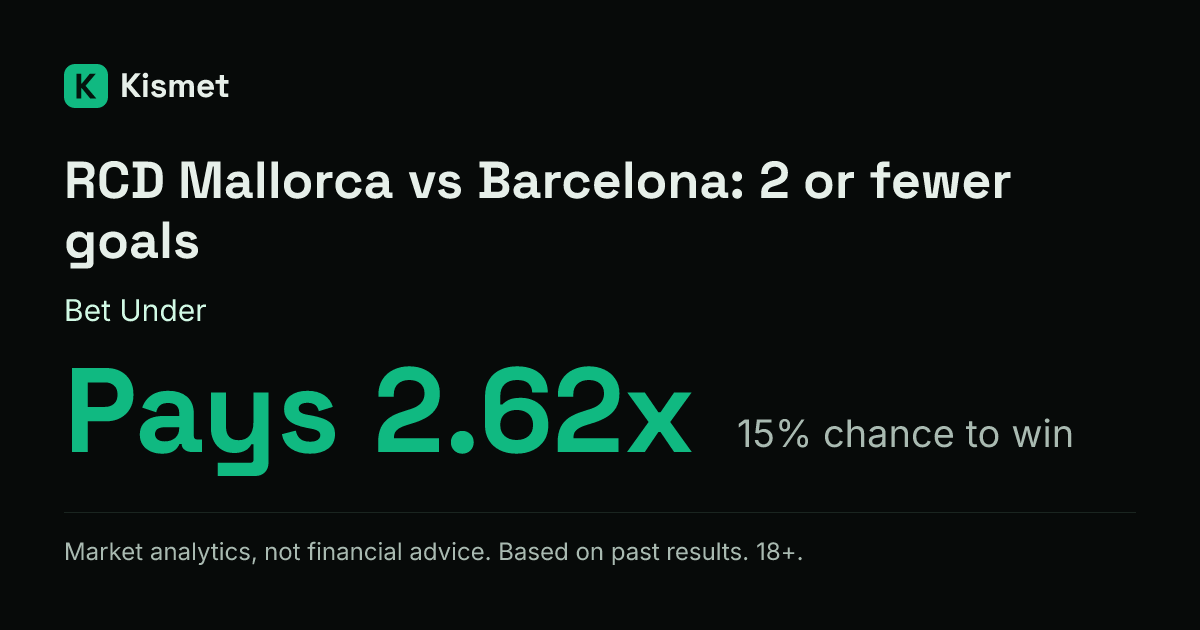 K Kismet
RCD Mallorca vs Barcelona: 2 or fewer
goals
Bet Under
Pays 2.62x 15% chance to win
Market analytics, not financial advice. Based on past results. 18+.